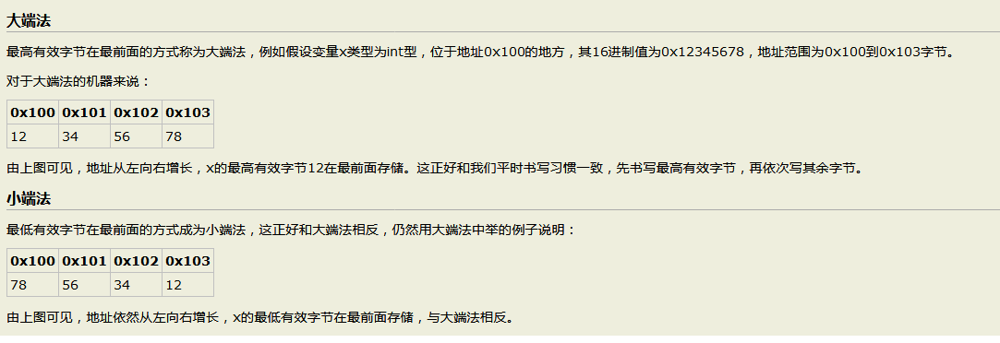 大端法
最高有效字节在最前面的方式称为大端法，例如假设变量x类型为int型，位于地址0x100的地方，其16进制值为0x12345678，地址范围为0x100到0x103字节。
对于大端法的机器来说：
0x100 0x101 0x102 0x103
12 34 56 78
由上图可见，地址从左向右增长，x的最高有效字节12在最前面存储。这正好和我们平时书写习惯一致，先书写最高有效字节，再依次写其余字节。
小端法
最低有效字节在最前面的方式成为小端法，这正好和大端法相反，仍然用大端法中举的例子说明：
0x100 0x101 0x102 0x103
78 56 34 12
由上图可见，地址依然从左向右增长，x的最低有效字节在最前面存储，与大端法相反。